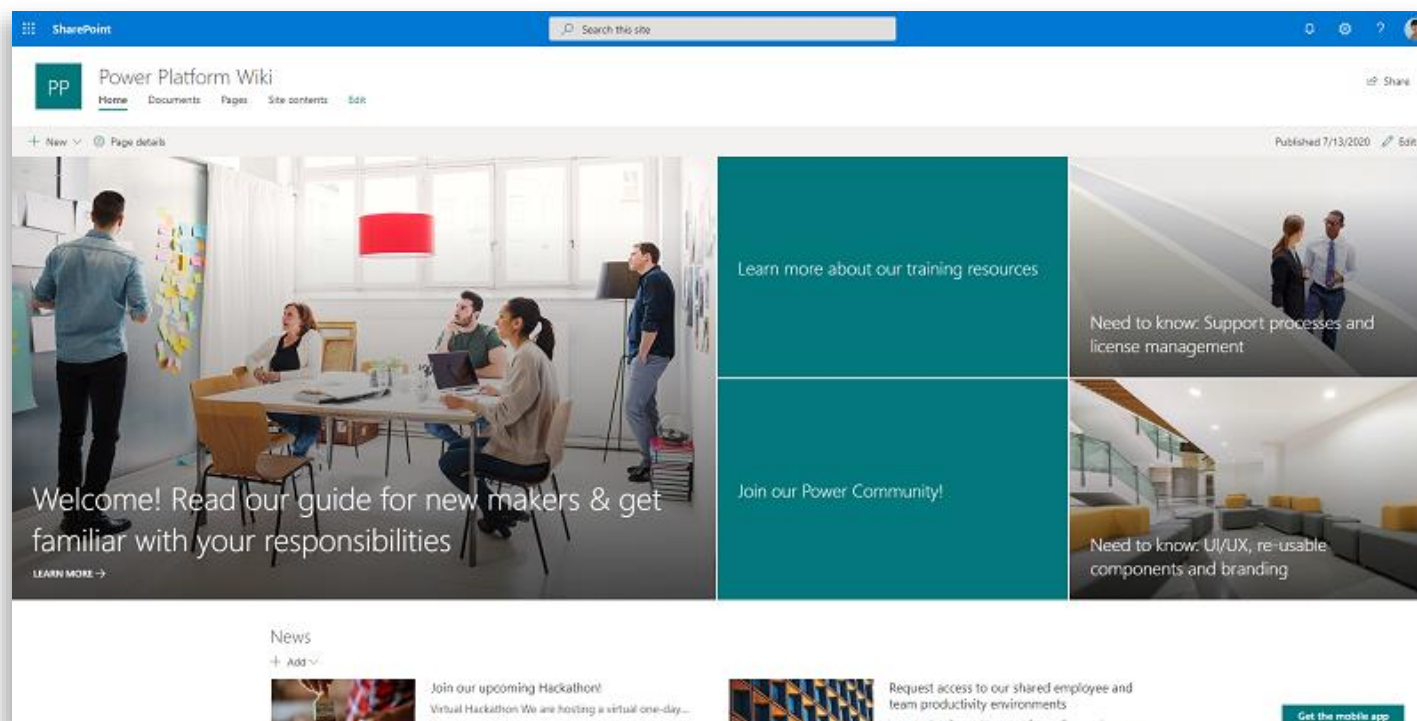 SharePoint
Search this site
?
PP
Power Platform Wiki
Share
Home Documents Pages Site contents Edit
+ New Page details
Published 7/13/2020 Edit
Welcome! Read our guide for new makers & get
familiar with your responsibilities
LEARN MORE →
Learn more about our training resources
Need to know: Support processes and
license management
Join our Power Community!
Need to know: UI/UX, re-usable
components and branding
News
+ Add
Join our upcoming Hackathon!
Virtual Hackathon We are hosting a virtual one-day...
Request access to our shared employee and
team productivity environments
Get the mobile app